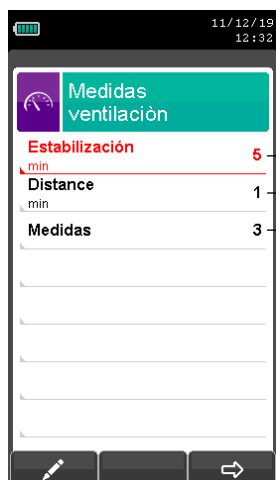 11/12/19
12:32
Medidas
ventilaciòn
Estabilización
min
5
Distance
min
1
Medidas
3